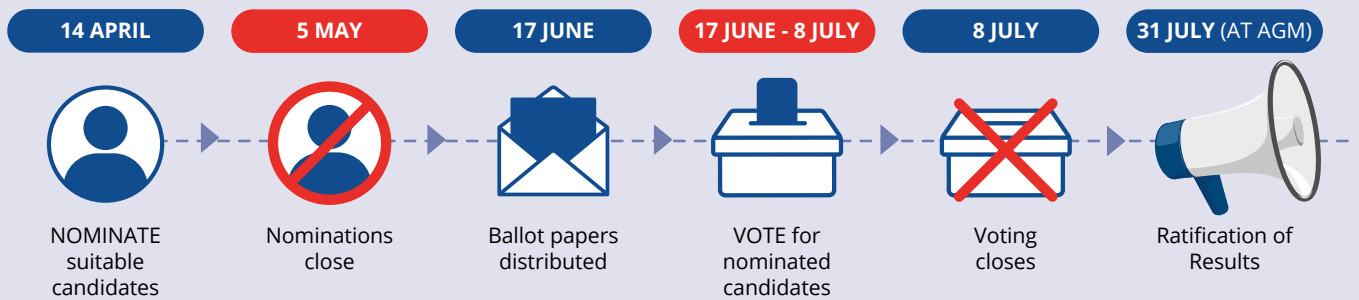 14 APRIL
5 MAY
17 JUNE
17 JUNE - 8 JULY
8 JULY
31 JULY (AT AGM)
NOMINATE
suitable
candidates
Nominations
close
Ballot papers
distributed
VOTE for
nominated
candidates
Voting
closes
Ratification of
Results